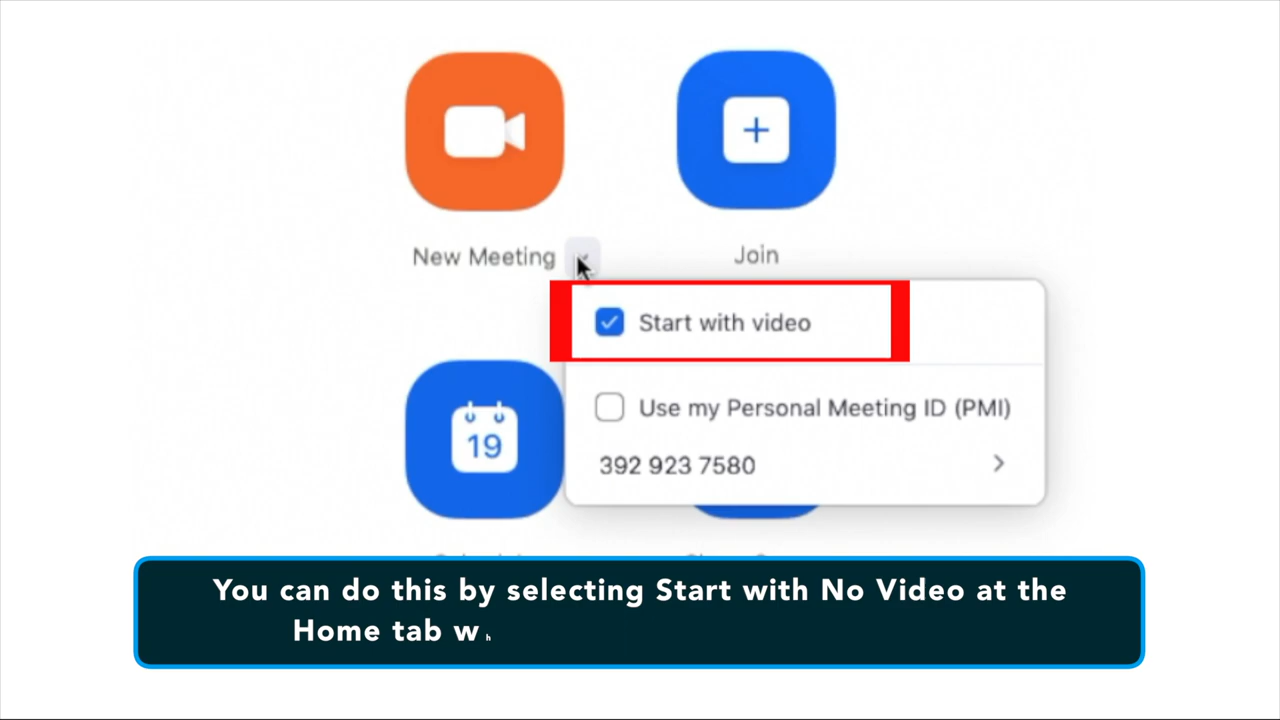 New Meeting
Join
Start with video
Use my Personal Meeting ID (PMI)
19
392 923 7580
You can do this by selecting Start with No Video at the
Home tab wh